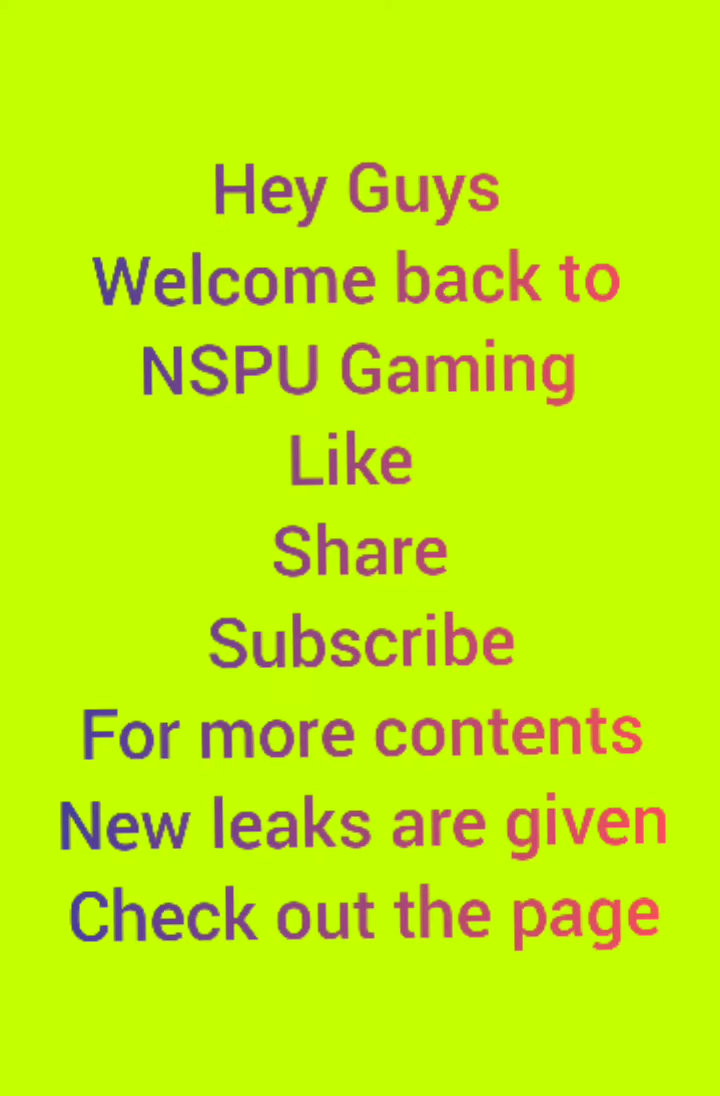 Hey Guys
Welcome back to
NSPU Gaming
Like
Share
Subscribe
For more contents
New leaks are given
Check out the page